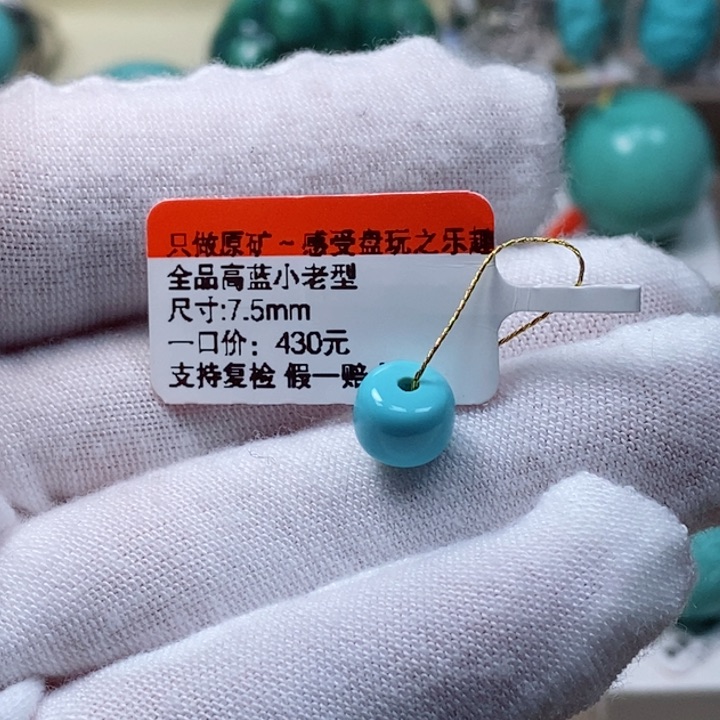 只做原矿~感受盘玩之乐趣
全品高蓝小老型
尺寸:7.5mm
一口价：430元
支持复检 假一赔